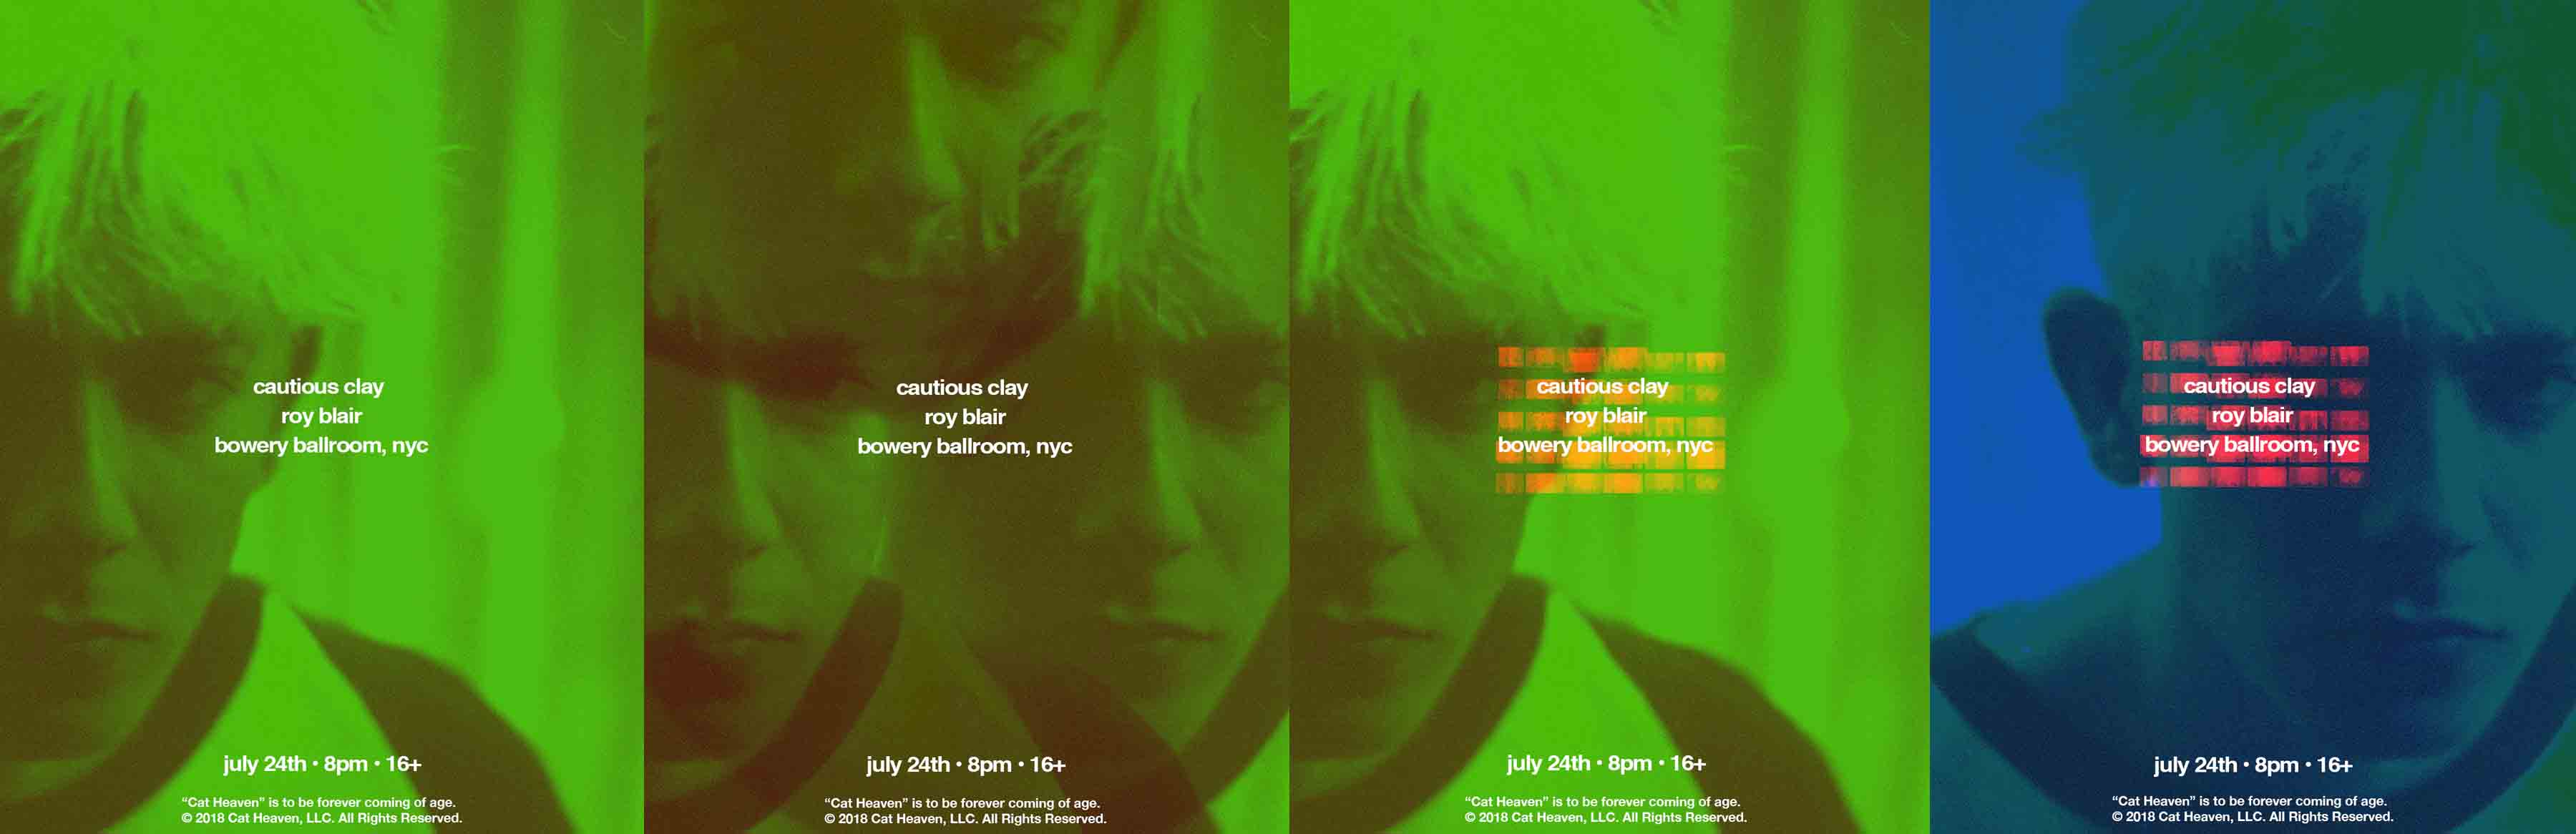 cautious clay
roy blair
bowery ballroom, nyc
july 24th • 8pm • 16+
“Cat Heaven” is to be forever coming of age.
© 2018 Cat Heaven, LLC. All Rights Reserved.
cautious clay
roy blair
bowery ballroom, nyc
july 24th • 8pm • 16+
“Cat Heaven” is to be forever coming of age.
© 2018 Cat Heaven, LLC. All Rights Reserved.
cautious clay
roy blair
bowery ballroom, nyc
july 24th • 8pm • 16+
“Cat Heaven” is to be forever coming of age.
© 2018 Cat Heaven, LLC. All Rights Reserved.
cautious clay
roy blair
bowery ballroom, nyc
july 24th • 8pm • 16+
“Cat Heaven” is to be forever coming of age.
© 2018 Cat Heaven, LLC. All Rights Reserved.